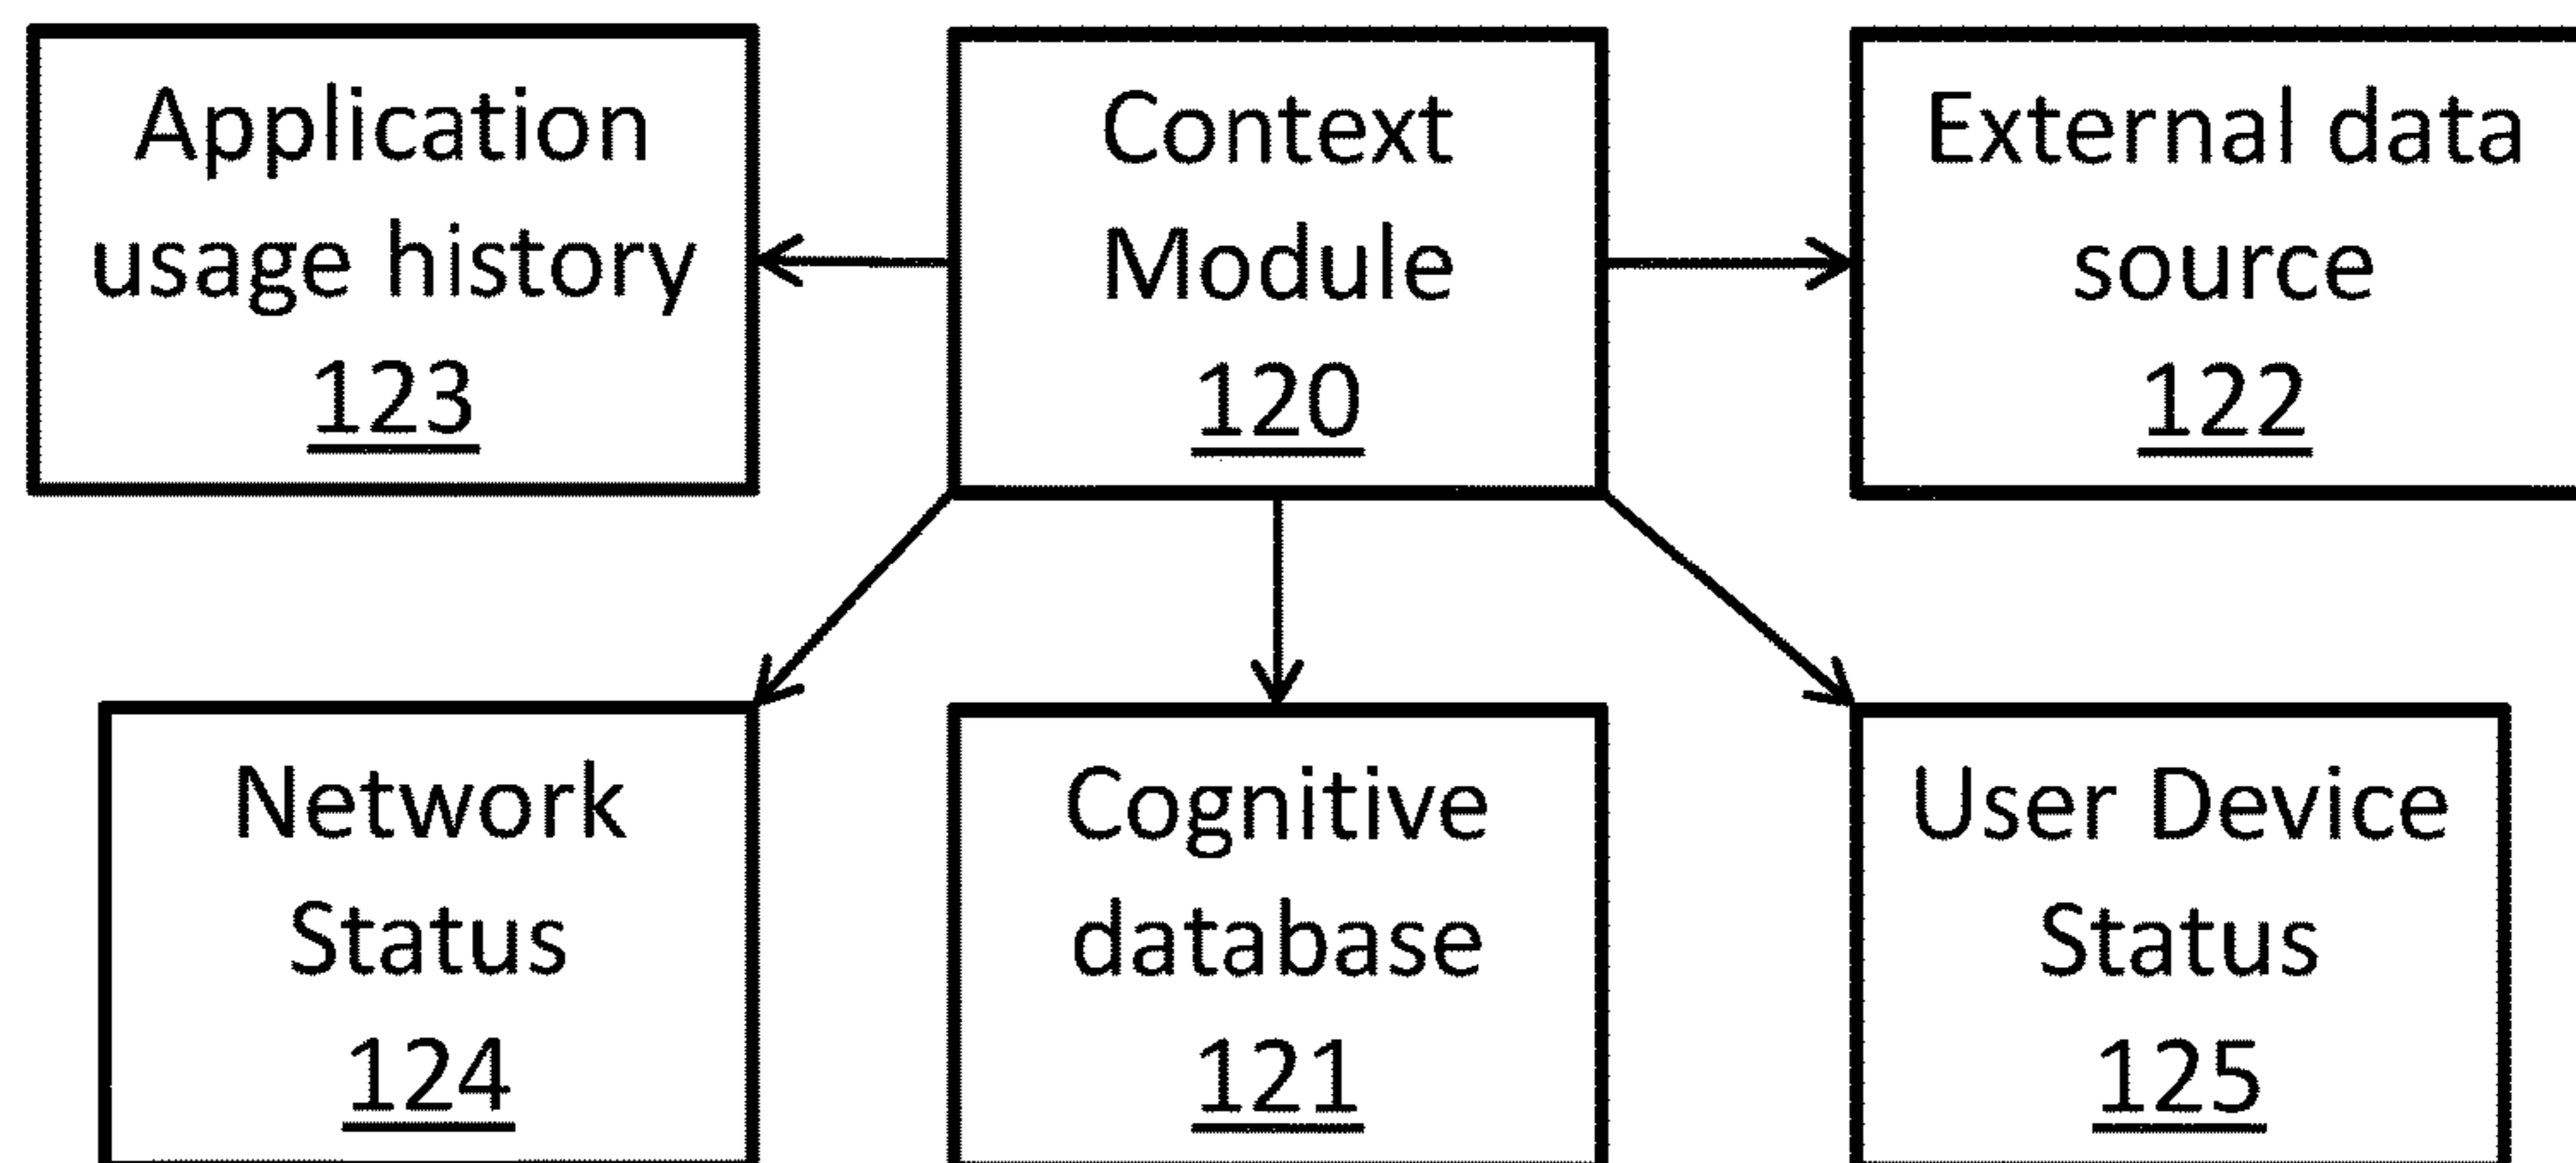 Application
usage history
123
Context
Module
120
External data
source
122
Network
Status
124
Cognitive
database
121
User Device
Status
125